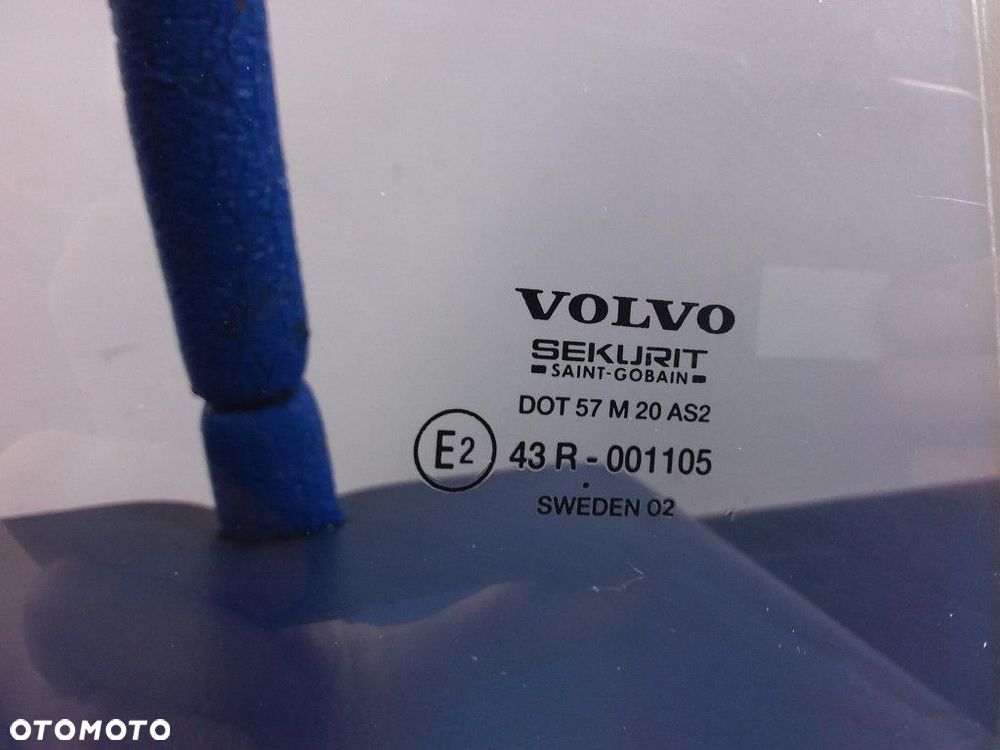 VOLVO
SEKURIT
SAINT-GOBAIN
DOT 57 M 20 AS2
E2 43 R - 001105
.
SWEDEN 02
OTOMOTO